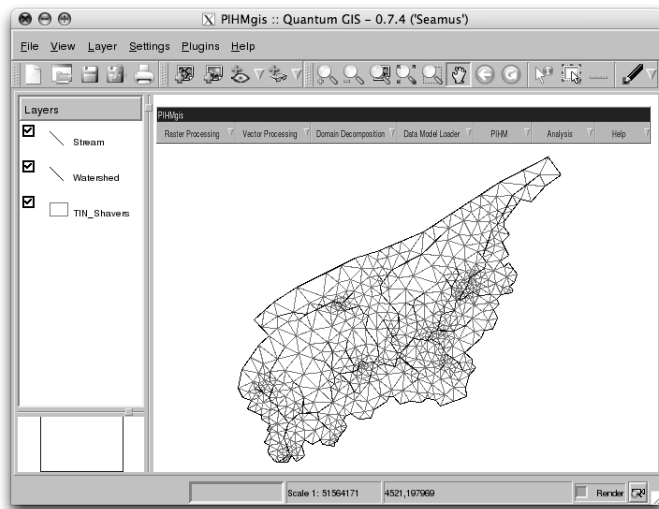 PIHMgis :: Quantum GIS - 0.7.4 ('Seamus')
File View Layer Settings Plugins Help
Layers
Stream
Watershed
TIN_Shavers
PIHMgis
Raster Processing Vector Processing Domain Decomposition Data Model Loader PIHM Analysis Help
Scale 1: 51564171 4521,197969 Render